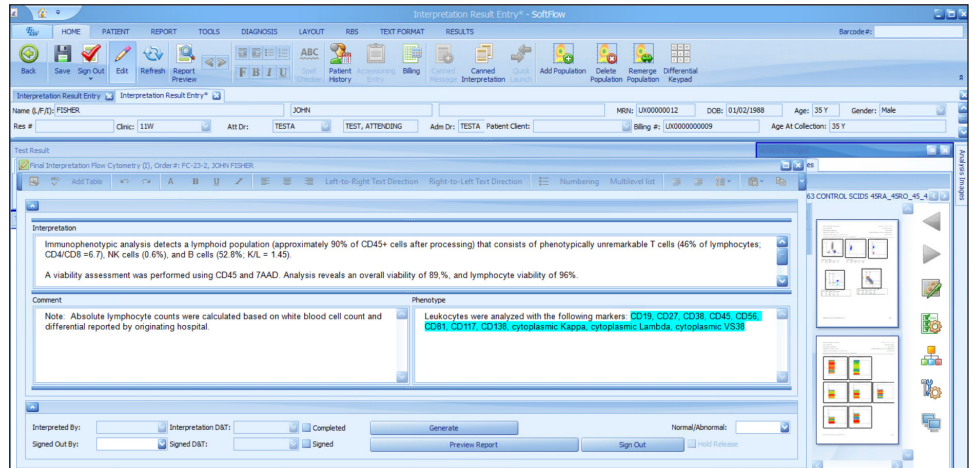 Interpretation Result Entry* - SoftFlow
HOME PATIENT REPORT TOOLS DIAGNOSIS LAYOUT RBS TEXT FORMAT RESULTS Barcode#:
Back Save Sign Out Edit Refresh Report Preview F B I U ABC Spell Patient History Accessioning Entry Billing Canned Message Canned Interpretation Quick Launch Add Population Delete Population Remerge Population Differential Keypad
Interpretation Result Entry Interpretation Result Entry*
Name (L/F/I): FISHER JOHN MRN: UX00000012 DOB: 01/02/1988 Age: 35 Y Gender: Male
Res # Clinic: 11W Att Dr: TESTA TEST, ATTENDING Adm Dr: TESTA Patient Client: Billing #: UX0000000009 Age At Collection: 35 Y
Test Result
Analysis Images
Final Interpretation Flow Cytometry (I), Order#: FC-23-2, JOHN FISHER
Add Table A B U Left-to-Right Text Direction Right-to-Left Text Direction Numbering Multilevel list
63 CONTROL SCIDS 45RA_45RO_45_4
Interpretation
Immunophenotypic analysis detects a lymphoid population (approximately 90% of CD45+ cells after processing) that consists of phenotypically unremarkable T cells (46% of lymphocytes;
CD4/CD8 =6.7), NK cells (0.6%), and B cells (52.8%; K/L = 1.45).
A viability assessment was performed using CD45 and 7AAD. Analysis reveals an overall viability of 89,%, and lymphocyte viability of 96%.
Comment
Note: Absolute lymphocyte counts were calculated based on white blood cell count and
differential reported by originating hospital.
Phenotype
Leukocytes were analyzed with the following markers: CD19, CD27, CD38, CD45, CD56,
CD81, CD117, CD138, cytoplasmic Kappa, cytoplasmic Lambda, cytoplasmic VS38
Interpreted By: Interpretation D&T: Completed Generate Normal/Abnormal:
Signed Out By: Signed D&T: Signed Preview Report Sign Out Hold Release